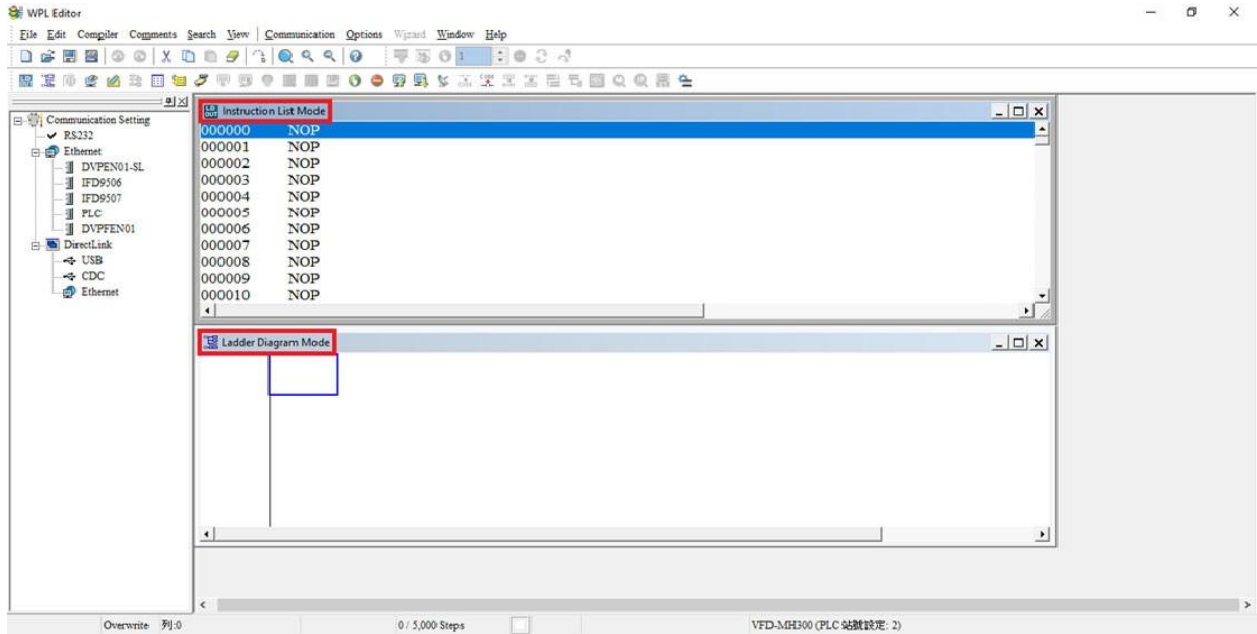 WPL Editor
File Edit Compiler Comments Search View Communication Options Wizard Window Help
1
Communication Setting
RS232
Ethernet
DVPEN01-SL
IFD9506
IFD9507
PLC
DVPFEN01
DirectLink
USB
CDC
Ethernet
Instruction List Mode
000000 NOP
000001 NOP
000002 NOP
000003 NOP
000004 NOP
000005 NOP
000006 NOP
000007 NOP
000008 NOP
000009 NOP
000010 NOP
Ladder Diagram Mode
Overwrite 列:0 0 / 5,000 Steps VFD-MH300 (PLC 站號設定: 2)